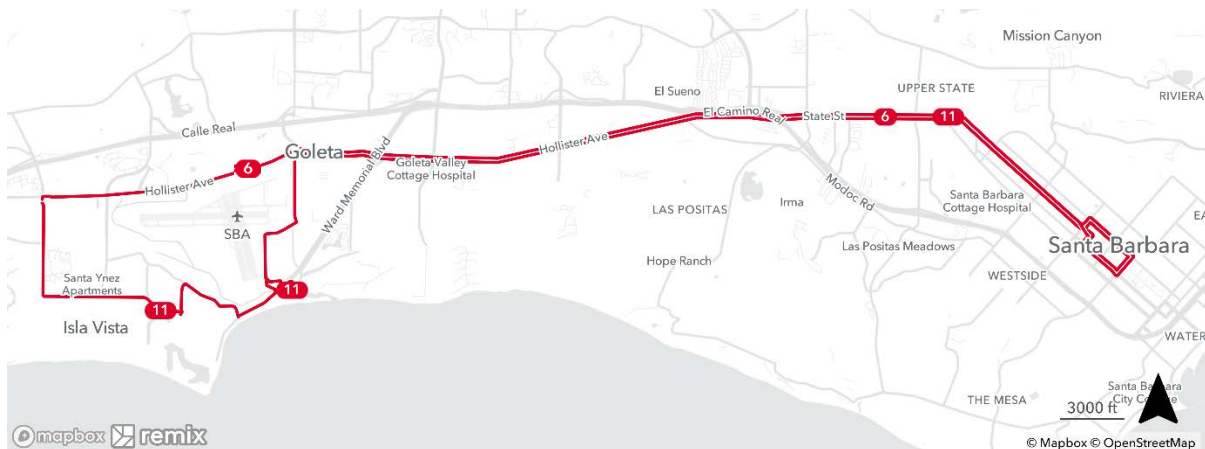 Mission Canyon
UPPER STATE
El Sueno
RIVIERA
El Camino Real
State St
6
11
Calle Real
Hollister Ave
Goleta
Ward Memorial Blvd
Goleta Valley
Cottage Hospital
6
Hollister Ave
Modoc Rd
Santa Barbara
Cottage Hospital
LAS POSITAS
Irma
EA
SBA
Las Positas Meadows
Santa Barbara
Hope Ranch
WESTSIDE
Santa Ynez
Apartments
11
11
Isla Vista
WATER
Santa Barbara
City
THE MESA
3000 ft
mapbox remix
© Mapbox © OpenStreetMap